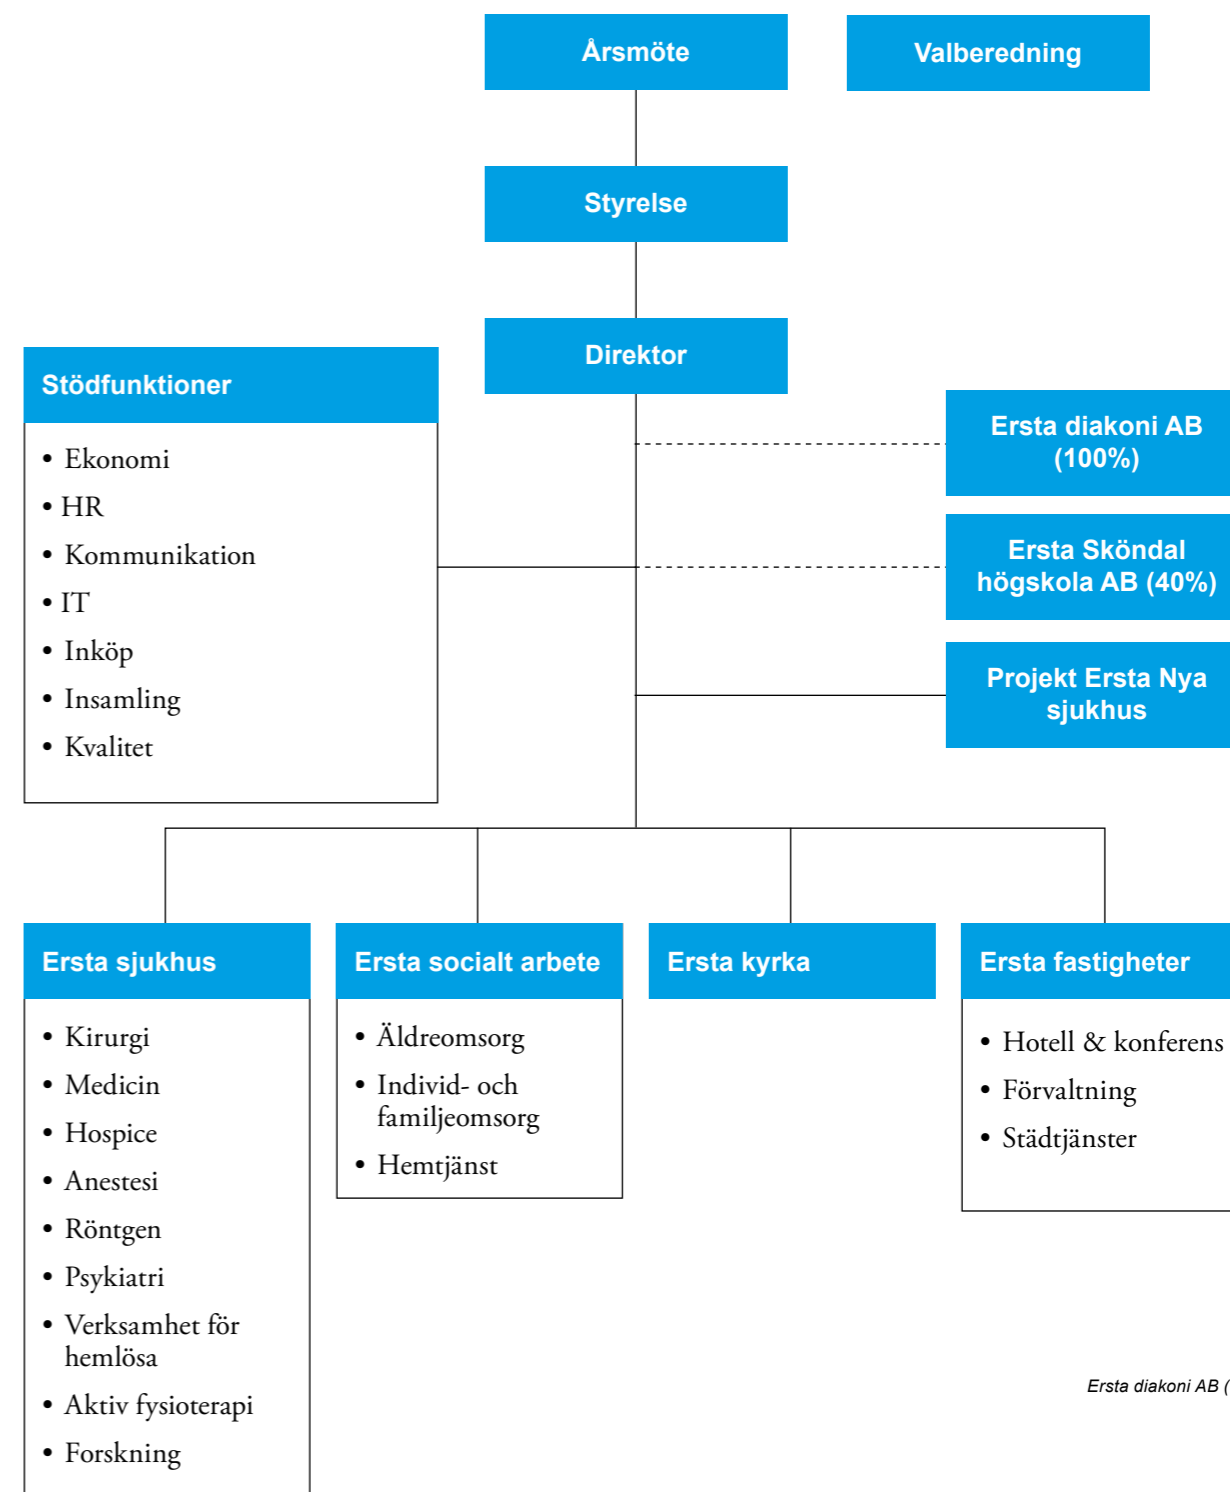 Årsmöte
Valberedning
Styrelse
Direktor
Stödfunktioner
• Ekonomi
• HR
• Kommunikation
• IT
• Inköp
• Insamling
• Kvalitet
Ersta diakoni AB
(100%)
Ersta Sköndal
högskola AB (40%)
Projekt Ersta Nya
sjukhus
Ersta sjukhus
• Kirurgi
• Medicin
• Hospice
• Anestesi
• Röntgen
• Psykiatri
• Verksamhet för
hemlösa
• Aktiv fysioterapi
• Forskning
Ersta socialt arbete
• Äldreomsorg
• Individ- och
familjeomsorg
• Hemtjänst
Ersta kyrka
Ersta fastigheter
• Hotell & konferens
• Förvaltning
• Städtjänster
Ersta diakoni AB (